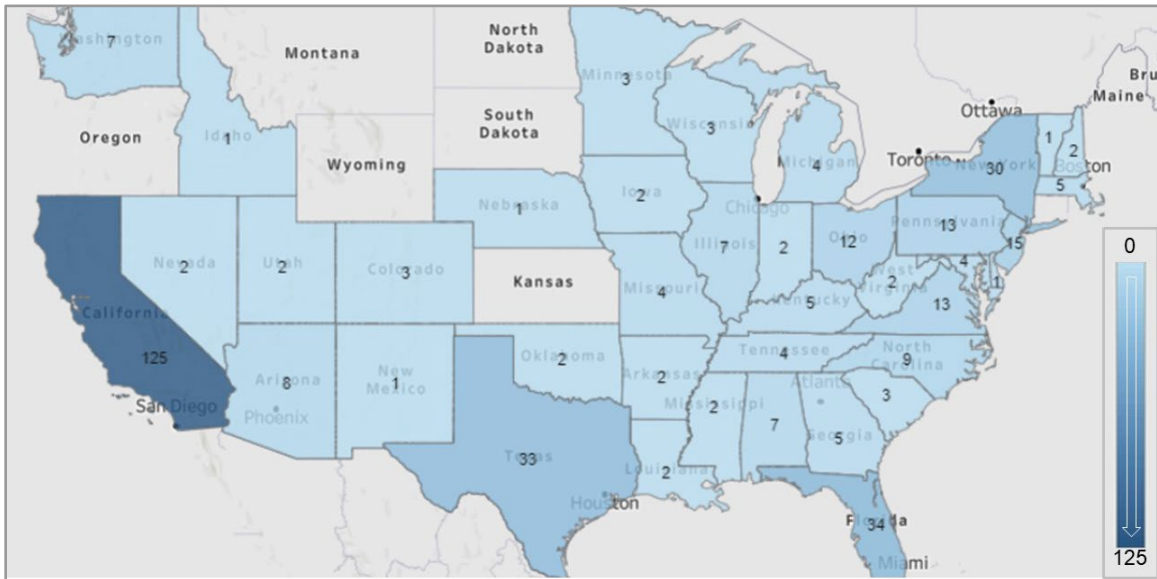 Washington
7
Montana
North
Dakota
Minnesota
3
Bru
Maine
Ottawa
Oregon
Idaho
1
South
Dakota
Wisconsin
3
Michigan
4
Toronto
New York
30
1
2
Boston
5
Wyoming
Nebraska
1
Iowa
2
Chicago
Illinois
7
2
Ohio
12
Pennsylvania
13
15
Nevada
2
Utah
2
Colorado
3
Kansas
Missouri
4
West
Virginia
2
4
1
13
Kentucky
5
California
125
San Diego
Arizona
8
Phoenix
New
Mexico
1
Oklahoma
2
Arkansas
2
Tennessee
4
North
Carolina
9
Atlanta
3
Mississippi
2
7
Georgia
5
Texas
33
Houston
Louisiana
2
Florida
34
Miami
0
125